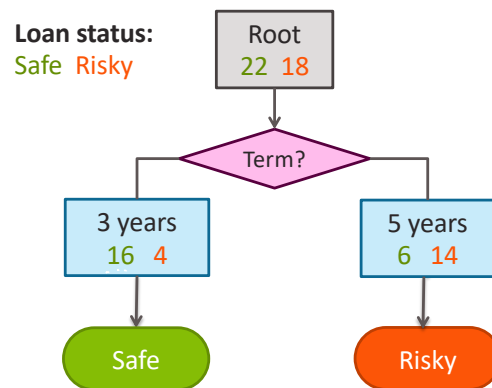 Loan status:
Safe Risky
Root
22 18
Term?
3 years
16 4
5 years
6 14
Safe
Risky